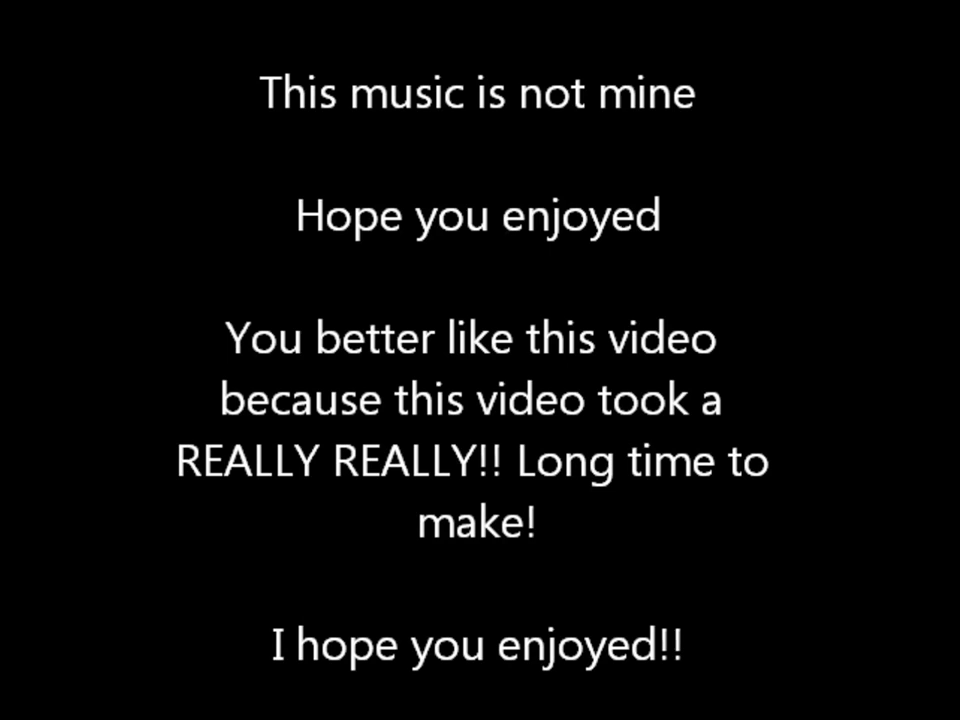 This music is not mine
Hope you enjoyed
You better like this video
because this video took a
REALLY REALLY!! Long time to
make!
I hope you enjoyed!!